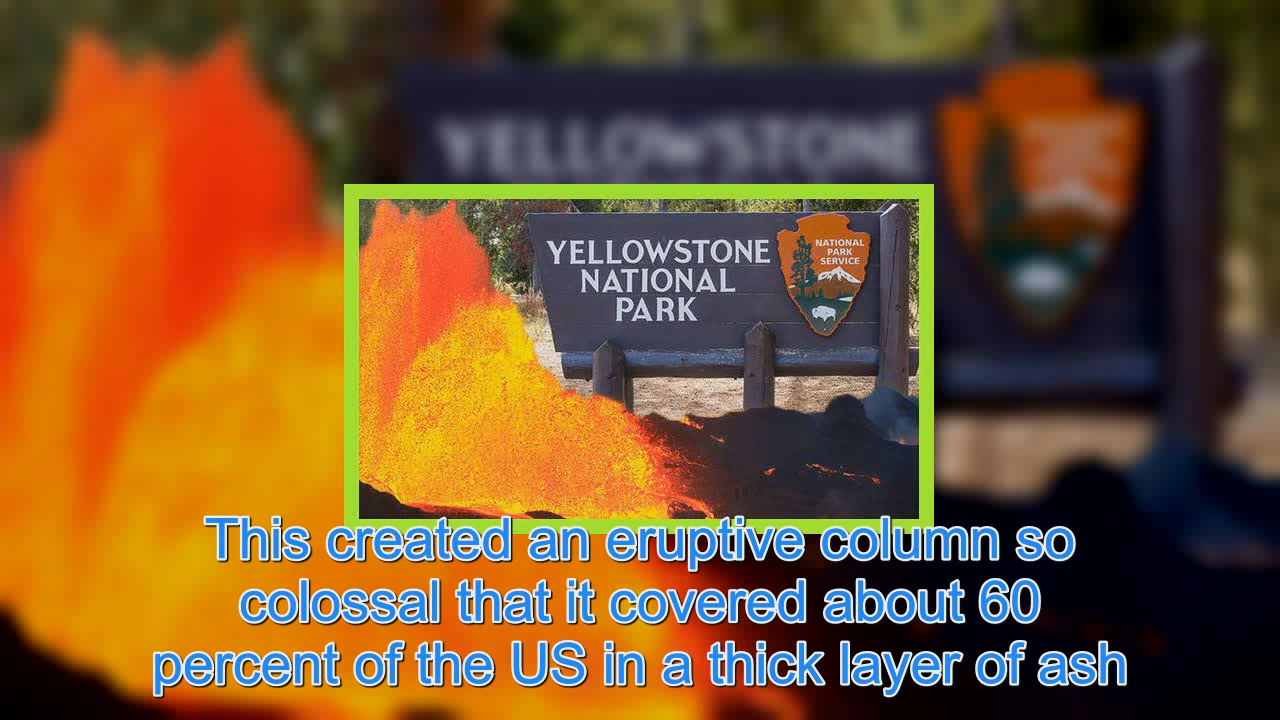 YELLOWSTONE
YELLOWSTONE
NATIONAL
PARK
NATIONAL
PARK
SERVICE
This created an eruptive column so
colossal that it covered about 60
percent of the US in a thick layer of ash